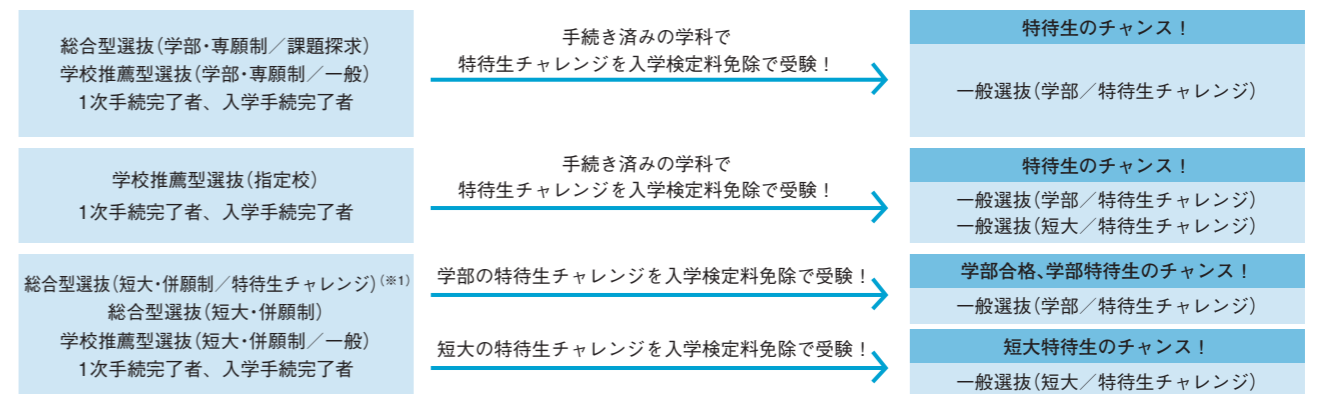 総合型選抜(学部・専願制／課題探求)
学校推薦型選抜(学部・専願制／一般)
1次手続完了者、入学手続完了者
手続き済みの学科で
特待生チャレンジを入学検定料免除で受験！
特待生のチャンス！
一般選抜(学部／特待生チャレンジ)
学校推薦型選抜(指定校)
1次手続完了者、入学手続完了者
手続き済みの学科で
特待生チャレンジを入学検定料免除で受験！
特待生のチャンス！
一般選抜(学部／特待生チャレンジ)
一般選抜(短大／特待生チャレンジ)
総合型選抜(短大・併願制／特待生チャレンジ)(※1)
総合型選抜(短大・併願制)
学校推薦型選抜(短大・併願制／一般)
1次手続完了者、入学手続完了者
学部の特待生チャレンジを入学検定料免除で受験！
学部合格、学部特待生のチャンス！
一般選抜(学部／特待生チャレンジ)
短大の特待生チャレンジを入学検定料免除で受験！
短大特待生のチャンス！
一般選抜(短大／特待生チャレンジ)